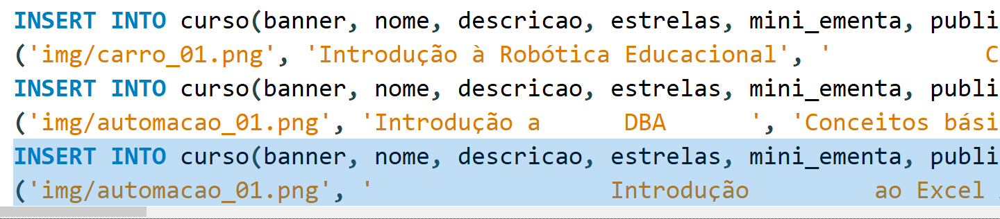 INSERT INTO curso(banner, nome, descricao, estrelas, mini_ementa, publi
('img/carro_01.png', 'Introdução à Robótica Educacional', '            C
INSERT INTO curso(banner, nome, descricao, estrelas, mini_ementa, publi
('img/automacao_01.png', 'Introdução a      DBA      ', 'Conceitos bási
INSERT INTO curso(banner, nome, descricao, estrelas, mini_ementa, publi
('img/automacao_01.png', '                 Introdução         ao Excel